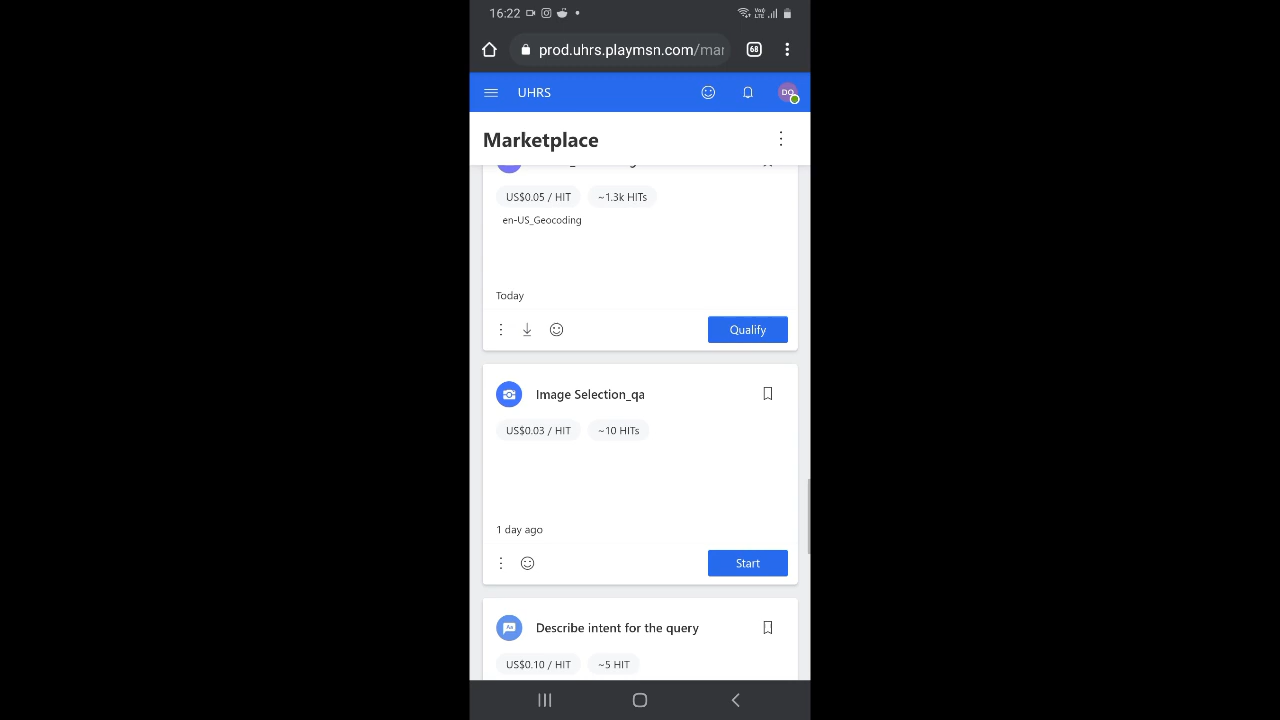 16:22
prod.uhrs.playmsn.com/mar
68
UHRS
DO
Marketplace
US$0.05 / HIT
~1.3k HITs
en-US_Geocoding
Today
Qualify
Image Selection_qa
US$0.03 / HIT
~10 HITs
1 day ago
Start
Describe intent for the query
US$0.10 / HIT
~5 HIT